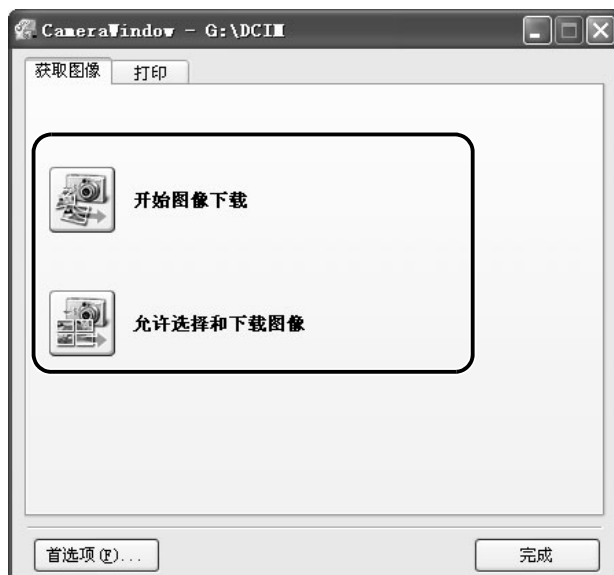 CameraWindow - G:\DCIM
获取图像
打印
开始图像下载
允许选择和下载图像
首选项(F)...
完成